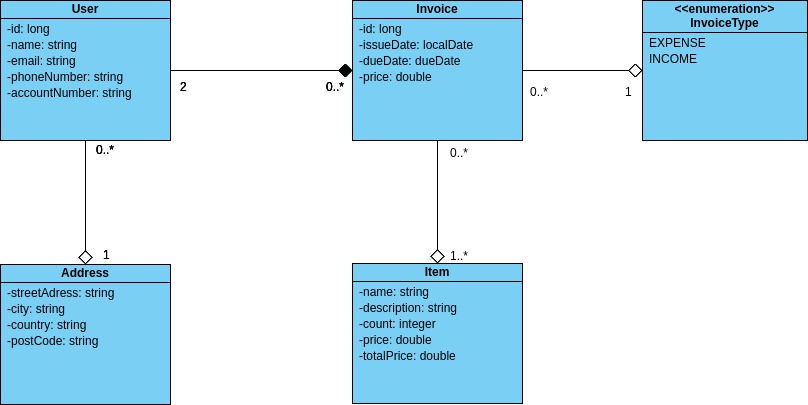 User
-id: long
-name: string
-email: string
-phoneNumber: string
-accountNumber: string
2
0..*
Invoice
-id: long
-issueDate: localDate
-dueDate: dueDate
-price: double
0..*
1
<<enumeration>>
InvoiceType
EXPENSE
INCOME
0..*
1
Address
-streetAdress: string
-city: string
-country: string
-postCode: string
0..*
1..*
Item
-name: string
-description: string
-count: integer
-price: double
-totalPrice: double